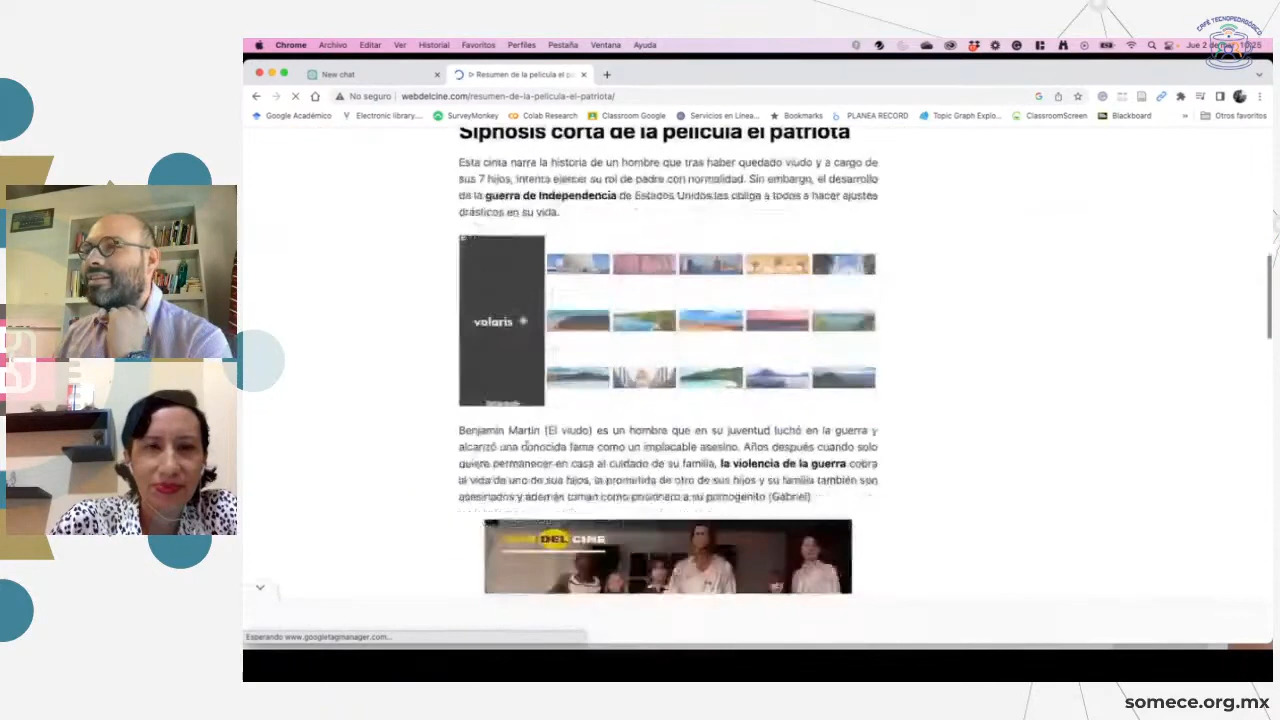 CAFÉ TECNOPEDAGÓGICO
Chrome Archivo Editar Ver Historial Favoritos Perfiles Pestaña Ventana Ayuda
Jue 2 de
10:25
New chat
Resumen de la película el pa
No seguro webdelcine.com/resumen-de-la-pelicula-el-patriota/
Google Académico Electronic library.... SurveyMonkey Colab Research Classroom Google Servicios en Línea... Bookmarks PLANEA RECORD Topic Graph Explo... ClassroomScreen Blackboard » Otros favoritos
Sipnosis corta de la película el patriota
Esta cinta narra la historia de un hombre que tras haber quedado viudo y a cargo de
sus 7 hijos, intenta ejercer su rol de padre con normalidad. Sin embargo, el desarrollo
de la guerra de Independencia de Estados Unidos les obliga a todos a hacer ajustes
drásticos en su vida.
volaris
Benjamin Martin (El viudo) es un hombre que en su juventud luchó en la guerra y
alcanzó una conocida fama como un implacable asesino. Años después cuando solo
quiere permanecer en casa al cuidado de su familia, la violencia de la guerra cobra
la vida de uno de sus hijos, la prometida de otro de sus hijos y su familia también son
asesinados y además toman como prisionero a su primogénito (Gabriel)
DEL CINE
Esperando www.googletagmanager.com...
somece.org.mx